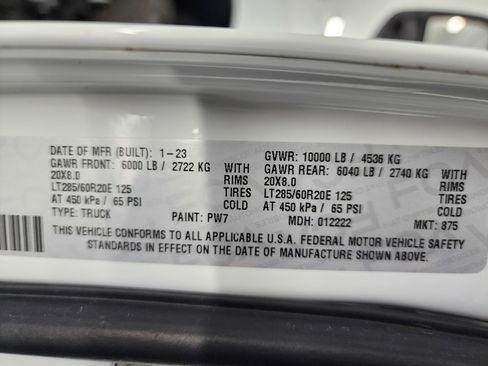 DATE OF MFR (BUILT): 1-23 GVWR: 10000 LB / 4536 KG
GAWR FRONT: 6000 LB / 2722 KG WITH GAWR REAR: 6040 LB / 2740 KG WITH
20X8.0 RIMS 20X8.0 RIMS
LT285/60R20E 125 TIRES LT285/60R20E 125 TIRES
AT 450 kPa / 65 PSI COLD AT 450 kPa / 65 PSI COLD
TYPE: TRUCK PAINT: PW7 MDH: 012222 MKT: 875
THIS VEHICLE CONFORMS TO ALL APPLICABLE U.S.A. FEDERAL MOTOR VEHICLE SAFETY
STANDARDS IN EFFECT ON THE DATE OF MANUFACTURE SHOWN ABOVE.